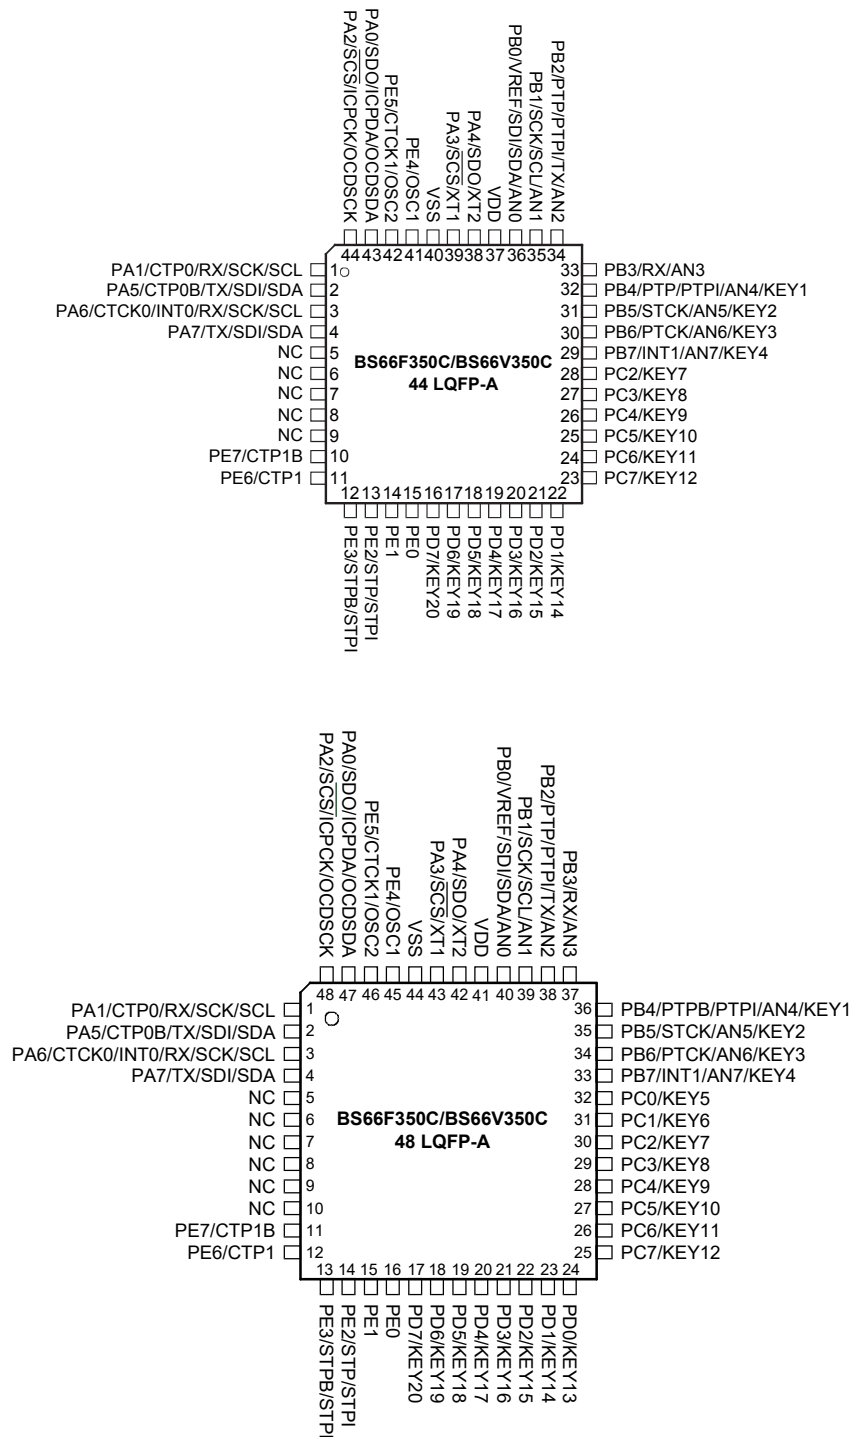 PA2/SCS/ICPCK/OCDSCK
PA0/SDO/ICPDA/OCDSDA
PE5/CTCK1/OSC2
PE4/OSC1
VSS
PA3/SCS/XT1
PA4/SDO/XT2
VDD
PB0/VREF/SDI/SDA/AN0
PB1/SCK/SCL/AN1
PB2/PTP/PTPI/TX/AN2
44 43 42 41 40 39 38 37 36 35 34
PA1/CTP0/RX/SCK/SCL 1
PA5/CTP0B/TX/SDI/SDA 2
PA6/CTCK0/INT0/RX/SCK/SCL 3
PA7/TX/SDI/SDA 4
NC 5
NC 6
NC 7
NC 8
NC 9
PE7/CTP1B 10
PE6/CTP1 11
BS66F350C/BS66V350C
44 LQFP-A
33 PB3/RX/AN3
32 PB4/PTP/PTPI/AN4/KEY1
31 PB5/STCK/AN5/KEY2
30 PB6/PTCK/AN6/KEY3
29 PB7/INT1/AN7/KEY4
28 PC2/KEY7
27 PC3/KEY8
26 PC4/KEY9
25 PC5/KEY10
24 PC6/KEY11
23 PC7/KEY12
12 13 14 15 16 17 18 19 20 21 22
PE3/STPB/STPI
PE2/STP/STPI
PE1
PE0
PD7/KEY20
PD6/KEY19
PD5/KEY18
PD4/KEY17
PD3/KEY16
PD2/KEY15
PD1/KEY14
PA2/SCS/ICPCK/OCDSCK
PA0/SDO/ICPDA/OCDSDA
PE5/CTCK1/OSC2
PE4/OSC1
VSS
PA3/SCS/XT1
PA4/SDO/XT2
VDD
PB0/VREF/SDI/SDA/AN0
PB1/SCK/SCL/AN1
PB2/PTP/PTPI/TX/AN2
PB3/RX/AN3
48 47 46 45 44 43 42 41 40 39 38 37
PA1/CTP0/RX/SCK/SCL 1
PA5/CTP0B/TX/SDI/SDA 2
PA6/CTCK0/INT0/RX/SCK/SCL 3
PA7/TX/SDI/SDA 4
NC 5
NC 6
NC 7
NC 8
NC 9
NC 10
PE7/CTP1B 11
PE6/CTP1 12
BS66F350C/BS66V350C
48 LQFP-A
36 PB4/PTPB/PTPI/AN4/KEY1
35 PB5/STCK/AN5/KEY2
34 PB6/PTCK/AN6/KEY3
33 PB7/INT1/AN7/KEY4
32 PC0/KEY5
31 PC1/KEY6
30 PC2/KEY7
29 PC3/KEY8
28 PC4/KEY9
27 PC5/KEY10
26 PC6/KEY11
25 PC7/KEY12
13 14 15 16 17 18 19 20 21 22 23 24
PE3/STPB/STPI
PE2/STP/STPI
PE1
PE0
PD7/KEY20
PD6/KEY19
PD5/KEY18
PD4/KEY17
PD3/KEY16
PD2/KEY15
PD1/KEY14
PD0/KEY13